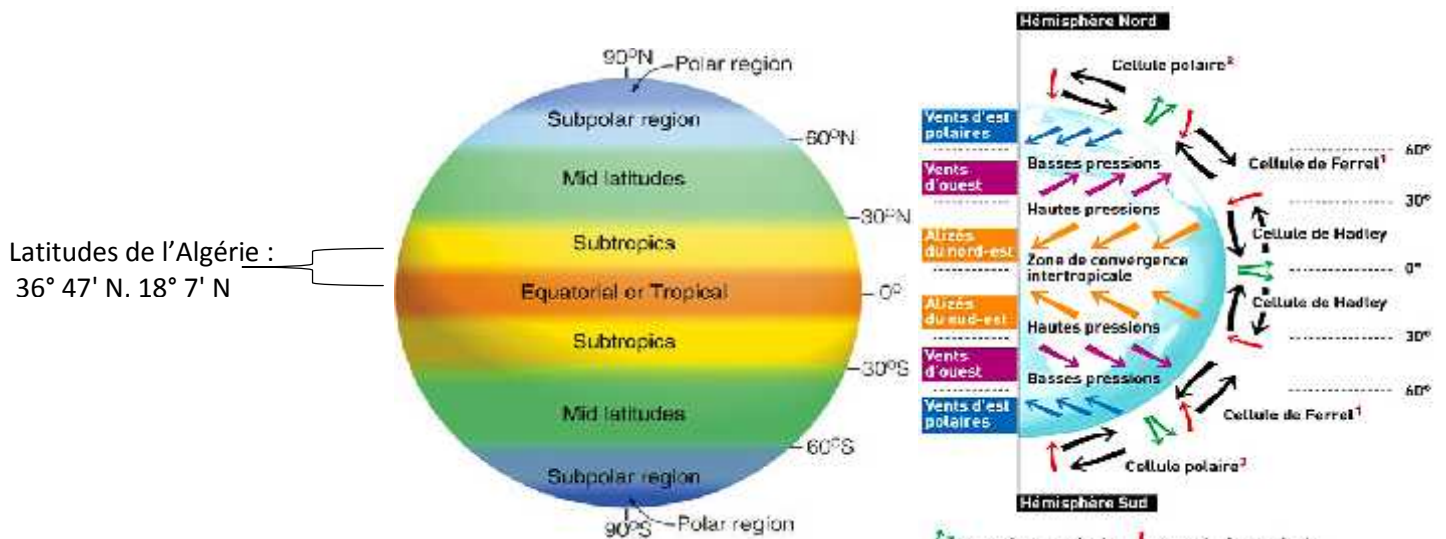 Latitudes de l'Algérie :
36° 47' N. 18° 7' N
90°N
Polar region
Subpolar region
60°N
Mid latitudes
30°N
Subtropics
Equatorial or Tropical
0°
Subtropics
30°S
Mid latitudes
60°S
Subpolar region
90°S
Polar region
Hémisphère Nord
Cellule polaire²
Vents d'est
polaires
Basses pressions
60°
Cellule de Ferrel¹
Vents
d'ouest
30°
Hautes pressions
Alizés
du nord-est
Cellule de Hadley
Zone de convergence
intertropicale
0°
Cellule de Hadley
Alizés
du sud-est
Hautes pressions
30°
Vents
d'ouest
Basses pressions
60°
Cellule de Ferrel¹
Vents d'est
polaires
Cellule polaire²
Hémisphère Sud